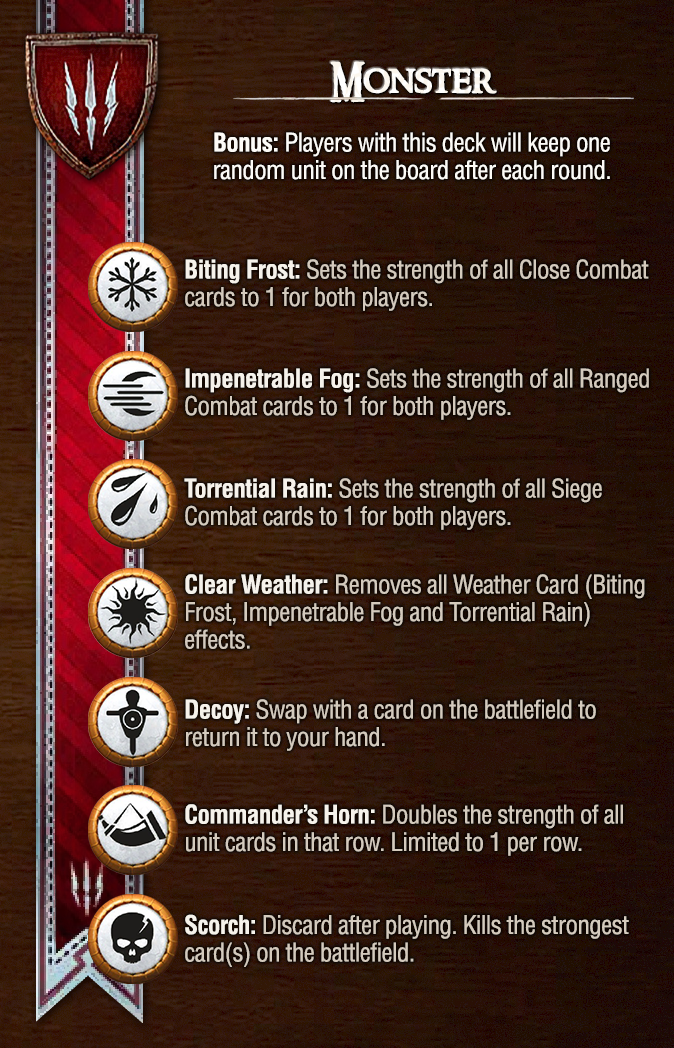 Monster
Bonus: Players with this deck will keep one
random unit on the board after each round.
Biting Frost: Sets the strength of all Close Combat
cards to 1 for both players.
Impenetrable Fog: Sets the strength of all Ranged
Combat cards to 1 for both players.
Torrential Rain: Sets the strength of all Siege
Combat cards to 1 for both players.
Clear Weather: Removes all Weather Card (Biting
Frost, Impenetrable Fog and Torrential Rain)
effects.
Decoy: Swap with a card on the battlefield to
return it to your hand.
Commander's Horn: Doubles the strength of all
unit cards in that row. Limited to 1 per row.
Scorch: Discard after playing. Kills the strongest
card(s) on the battlefield.